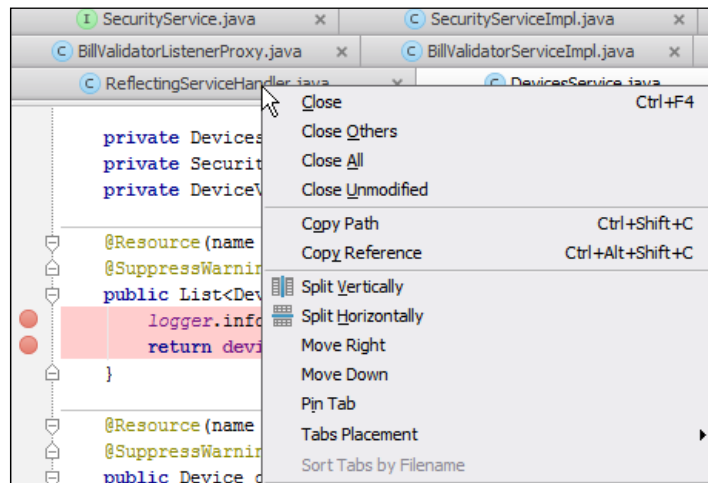 I SecurityService.java × C SecurityServiceImpl.java ×
C BillValidatorListenerProxy.java × C BillValidatorServiceImpl.java ×
C ReflectingServiceHandler.java × C DevicesService.java
Close Ctrl+F4
private Devices Close Others
Close All
private Securit
private DeviceV Close Unmodified
Copy Path Ctrl+Shift+C
@Resource(name Copy Reference Ctrl+Alt+Shift+C
@SuppressWarnin
public List<Dev Split Vertically
logger.info Split Horizontally
return devi Move Right
} Move Down
Pin Tab
@Resource(name Tabs Placement
@SuppressWarnin Sort Tabs by Filename
public Device